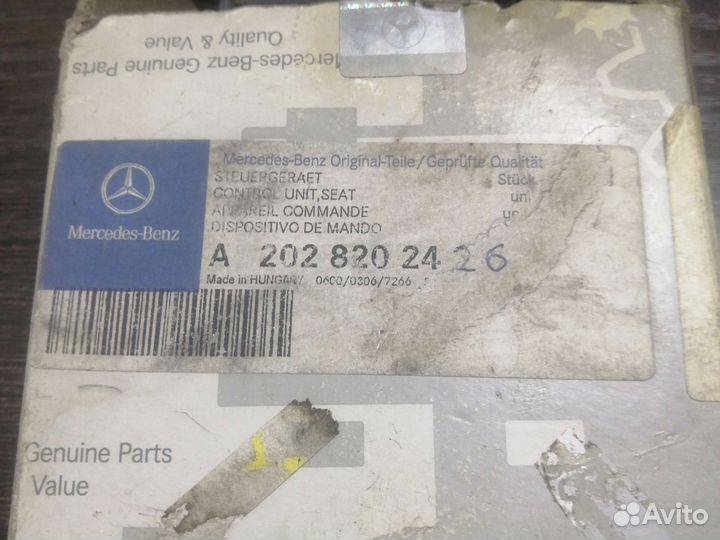 Mercedes-Benz Genuine Parts
Quality & Value
Mercedes-Benz
Mercedes-Benz Original-Teile/Geprüfte Qualität
STEUERGERAET
CONTROL UNIT,SEAT
APPAREIL COMMANDE
DISPOSITIVO DE MANDO
Stück
A 202 820 24 26
Made in HUNGARY 0600/0306/7266
Genuine Parts
Value
Avito